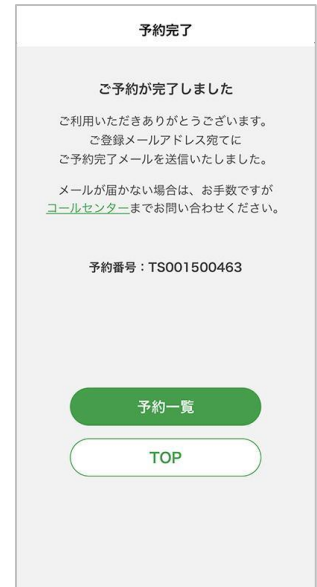 予約完了
ご予約が完了しました
ご利用いただきありがとうございます。
ご登録メールアドレス宛てに
ご予約完了メールを送信いたしました。
メールが届かない場合は、お手数ですが
コールセンターまでお問い合わせください。
予約番号：TS001500463
予約一覧
TOP